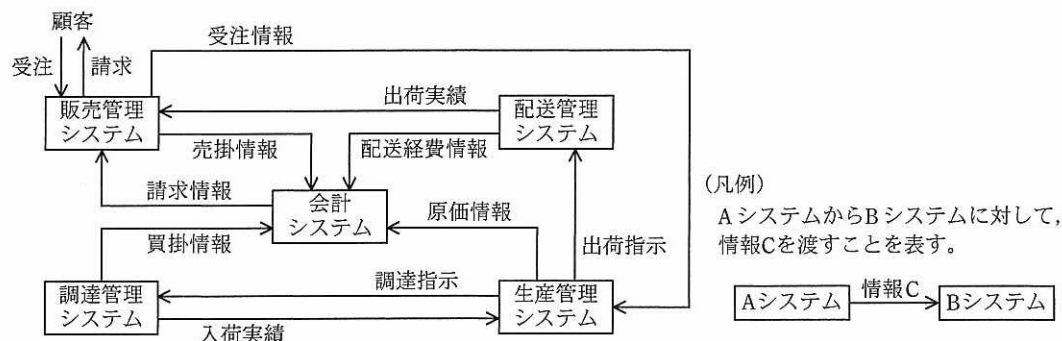 顧客
受注情報
受注
請求
出荷実績
販売管理
システム
配送管理
システム
売掛情報
配送経費情報
請求情報
会計
システム
原価情報
出荷指示
買掛情報
調達指示
調達管理
システム
生産管理
システム
入荷実績
(凡例)
AシステムからBシステムに対して,
情報Cを渡すことを表す。
Aシステム
情報C
Bシステム